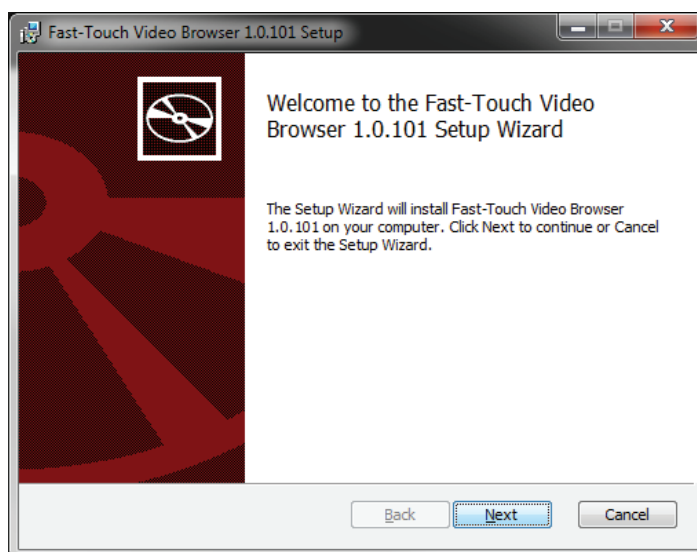 Fast-Touch Video Browser 1.0.101 Setup
Welcome to the Fast-Touch Video
Browser 1.0.101 Setup Wizard
The Setup Wizard will install Fast-Touch Video Browser
1.0.101 on your computer. Click Next to continue or Cancel
to exit the Setup Wizard.
Back Next Cancel